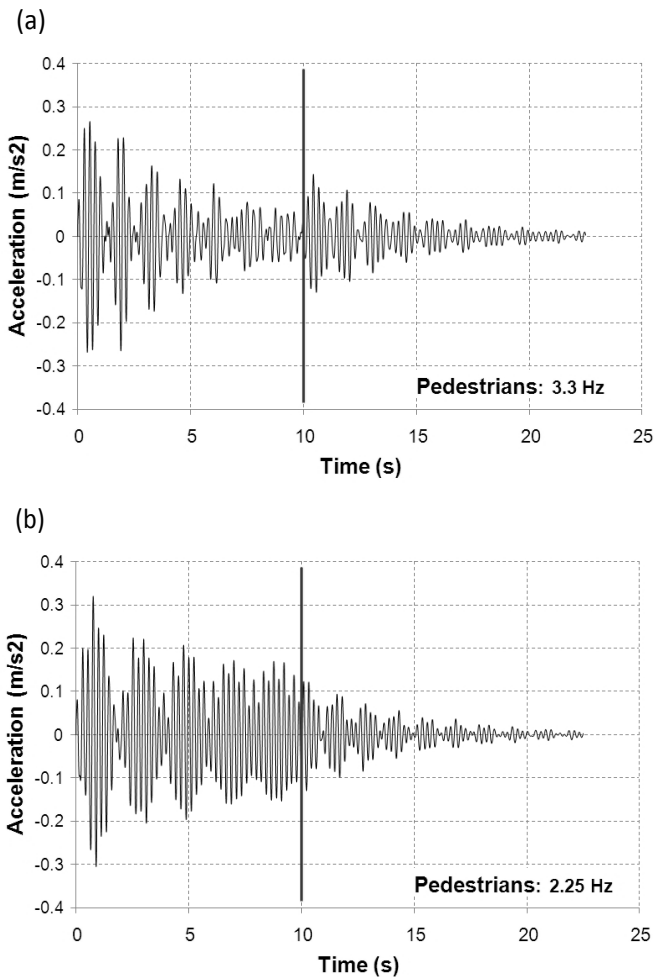 (a)
0.4
0.3
0.2
0.1
0
-0.1
-0.2
-0.3
-0.4
Acceleration (m/s2)
Pedestrians: 3.3 Hz
0 5 10 15 20 25
Time (s)
(b)
0.4
0.3
0.2
0.1
0
-0.1
-0.2
-0.3
-0.4
Acceleration (m/s2)
Pedestrians: 2.25 Hz
0 5 10 15 20 25
Time (s)